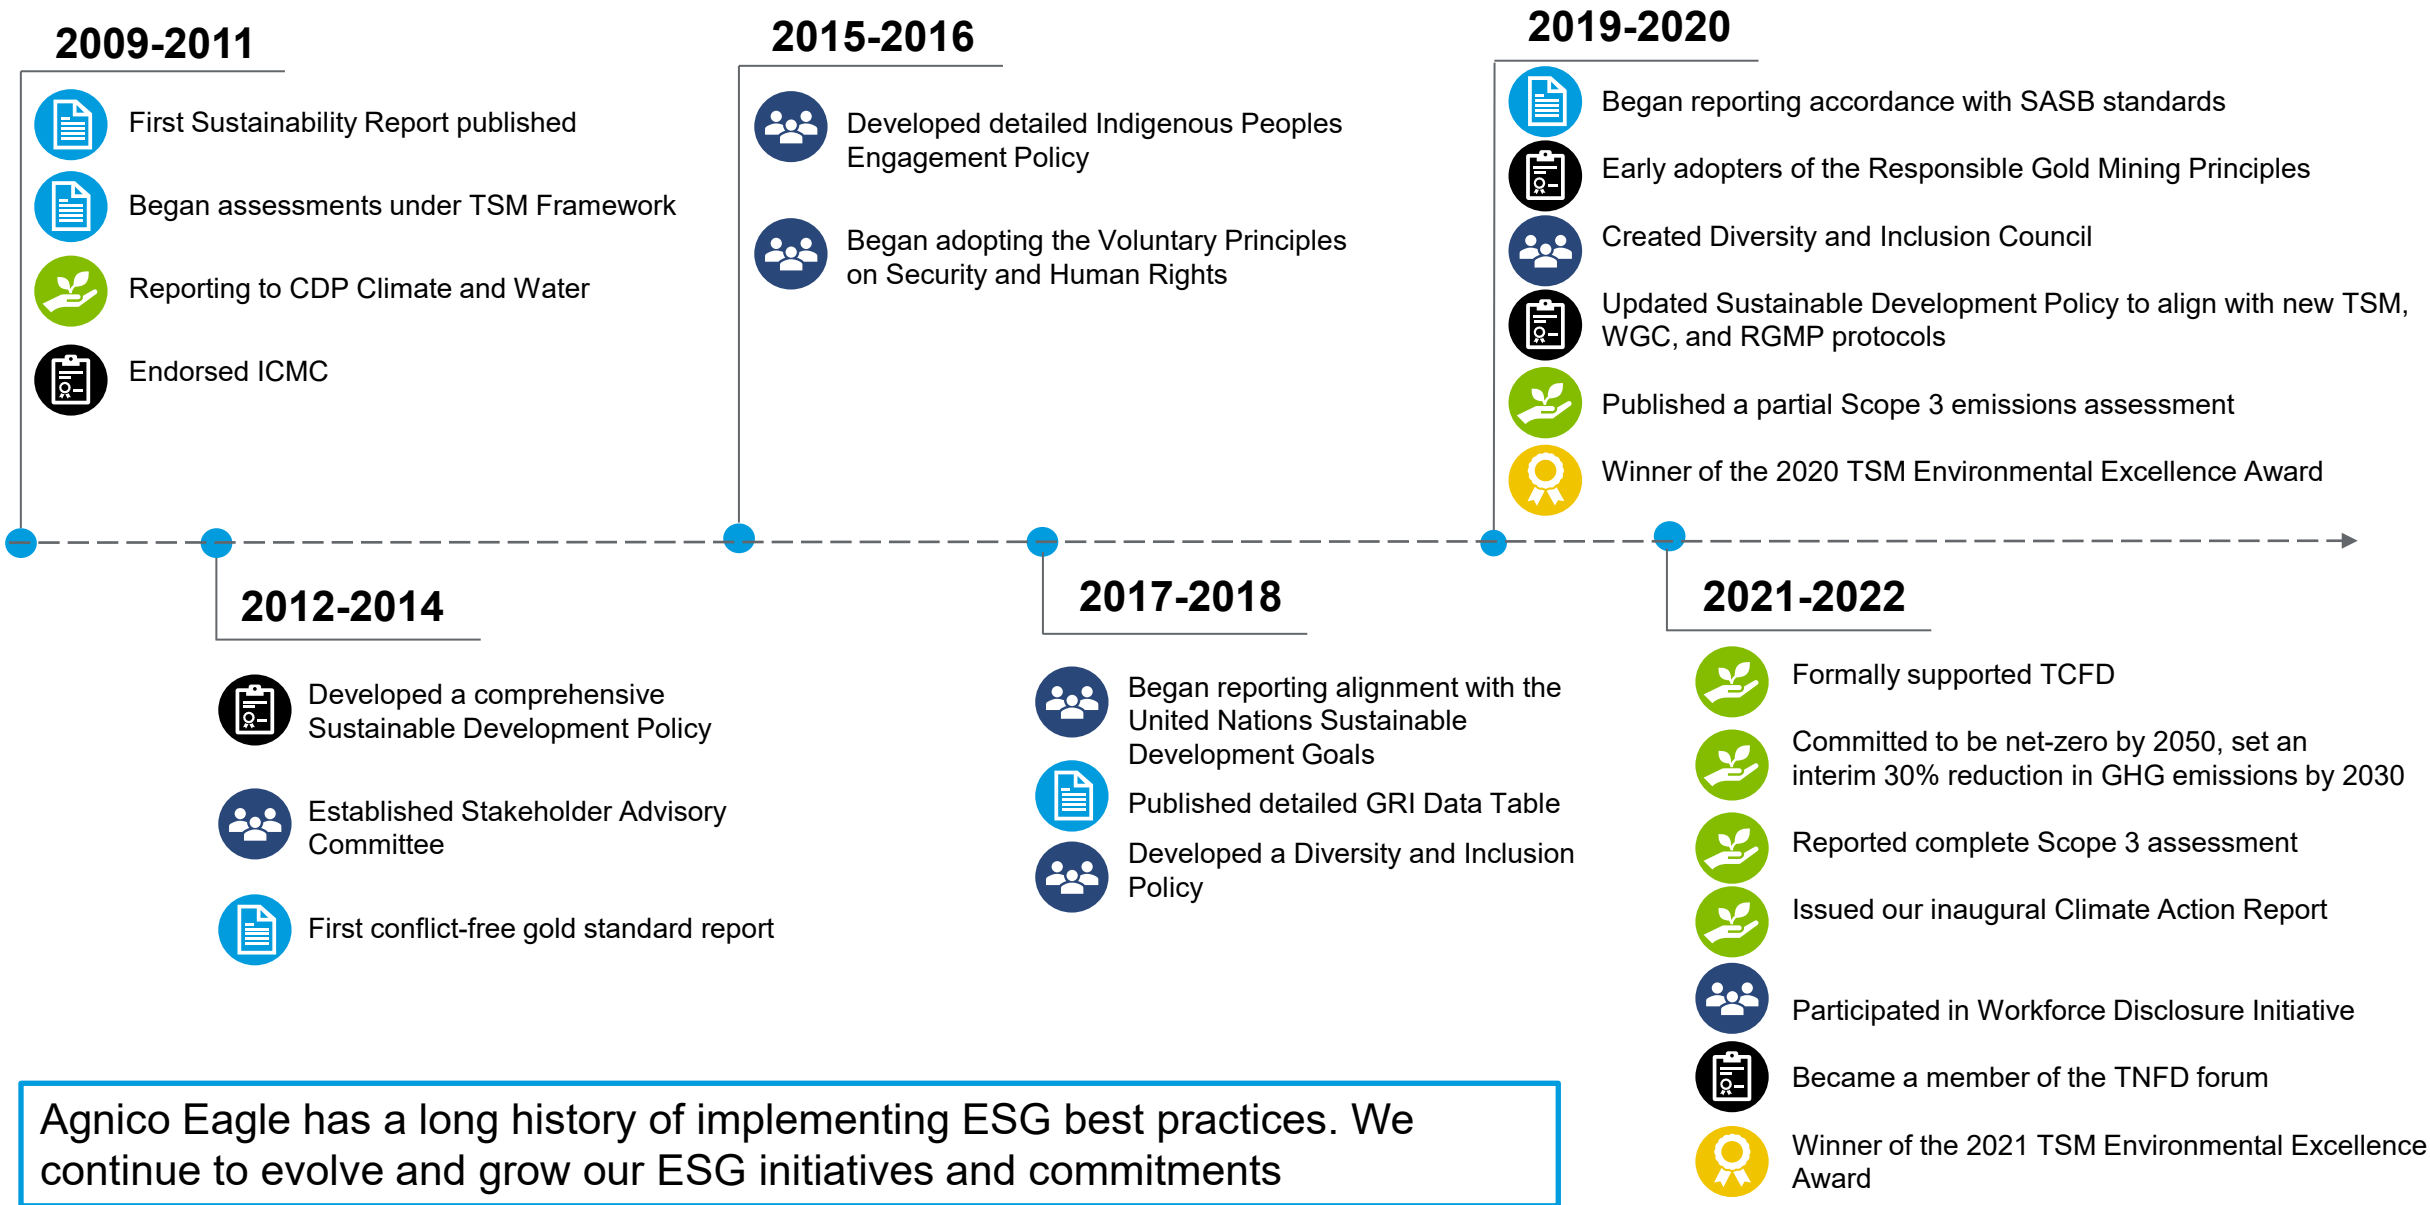 2009-2011
First Sustainability Report published
Began assessments under TSM Framework
Reporting to CDP Climate and Water
Endorsed ICMC
2015-2016
Developed detailed Indigenous Peoples
Engagement Policy
Began adopting the Voluntary Principles
on Security and Human Rights
2019-2020
Began reporting accordance with SASB standards
Early adopters of the Responsible Gold Mining Principles
Created Diversity and Inclusion Council
Updated Sustainable Development Policy to align with new TSM,
WGC, and RGMP protocols
Published a partial Scope 3 emissions assessment
Winner of the 2020 TSM Environmental Excellence Award
2012-2014
Developed a comprehensive
Sustainable Development Policy
Established Stakeholder Advisory
Committee
First conflict-free gold standard report
2017-2018
Began reporting alignment with the
United Nations Sustainable
Development Goals
Published detailed GRI Data Table
Developed a Diversity and Inclusion
Policy
2021-2022
Formally supported TCFD
Committed to be net-zero by 2050, set an
interim 30% reduction in GHG emissions by 2030
Reported complete Scope 3 assessment
Issued our inaugural Climate Action Report
Participated in Workforce Disclosure Initiative
Became a member of the TNFD forum
Winner of the 2021 TSM Environmental Excellence
Award
Agnico Eagle has a long history of implementing ESG best practices. We
continue to evolve and grow our ESG initiatives and commitments